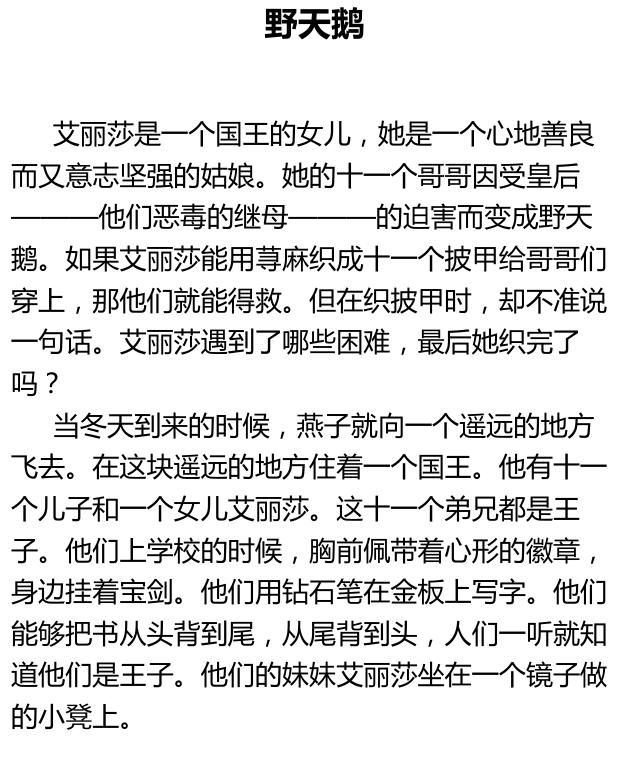 野天鹅
艾丽莎是一个国王的女儿，她是一个心地善良
而又意志坚强的姑娘。她的十一个哥哥因受皇后
————他们恶毒的继母————的迫害而变成野天
鹅。如果艾丽莎能用荨麻织成十一个披甲给哥哥们
穿上，那他们就能得救。但在织披甲时，却不准说
一句话。艾丽莎遇到了哪些困难，最后她织完了
吗？
当冬天到来的时候，燕子就向一个遥远的地方
飞去。在这块遥远的地方住着一个国王。他有十一
个儿子和一个女儿艾丽莎。这十一个弟兄都是王
子。他们上学校的时候，胸前佩带着心形的徽章，
身边挂着宝剑。他们用钻石笔在金板上写字。他们
能够把书从头背到尾，从尾背到头，人们一听就知
道他们是王子。他们的妹妹艾丽莎坐在一个镜子做
的小凳上。